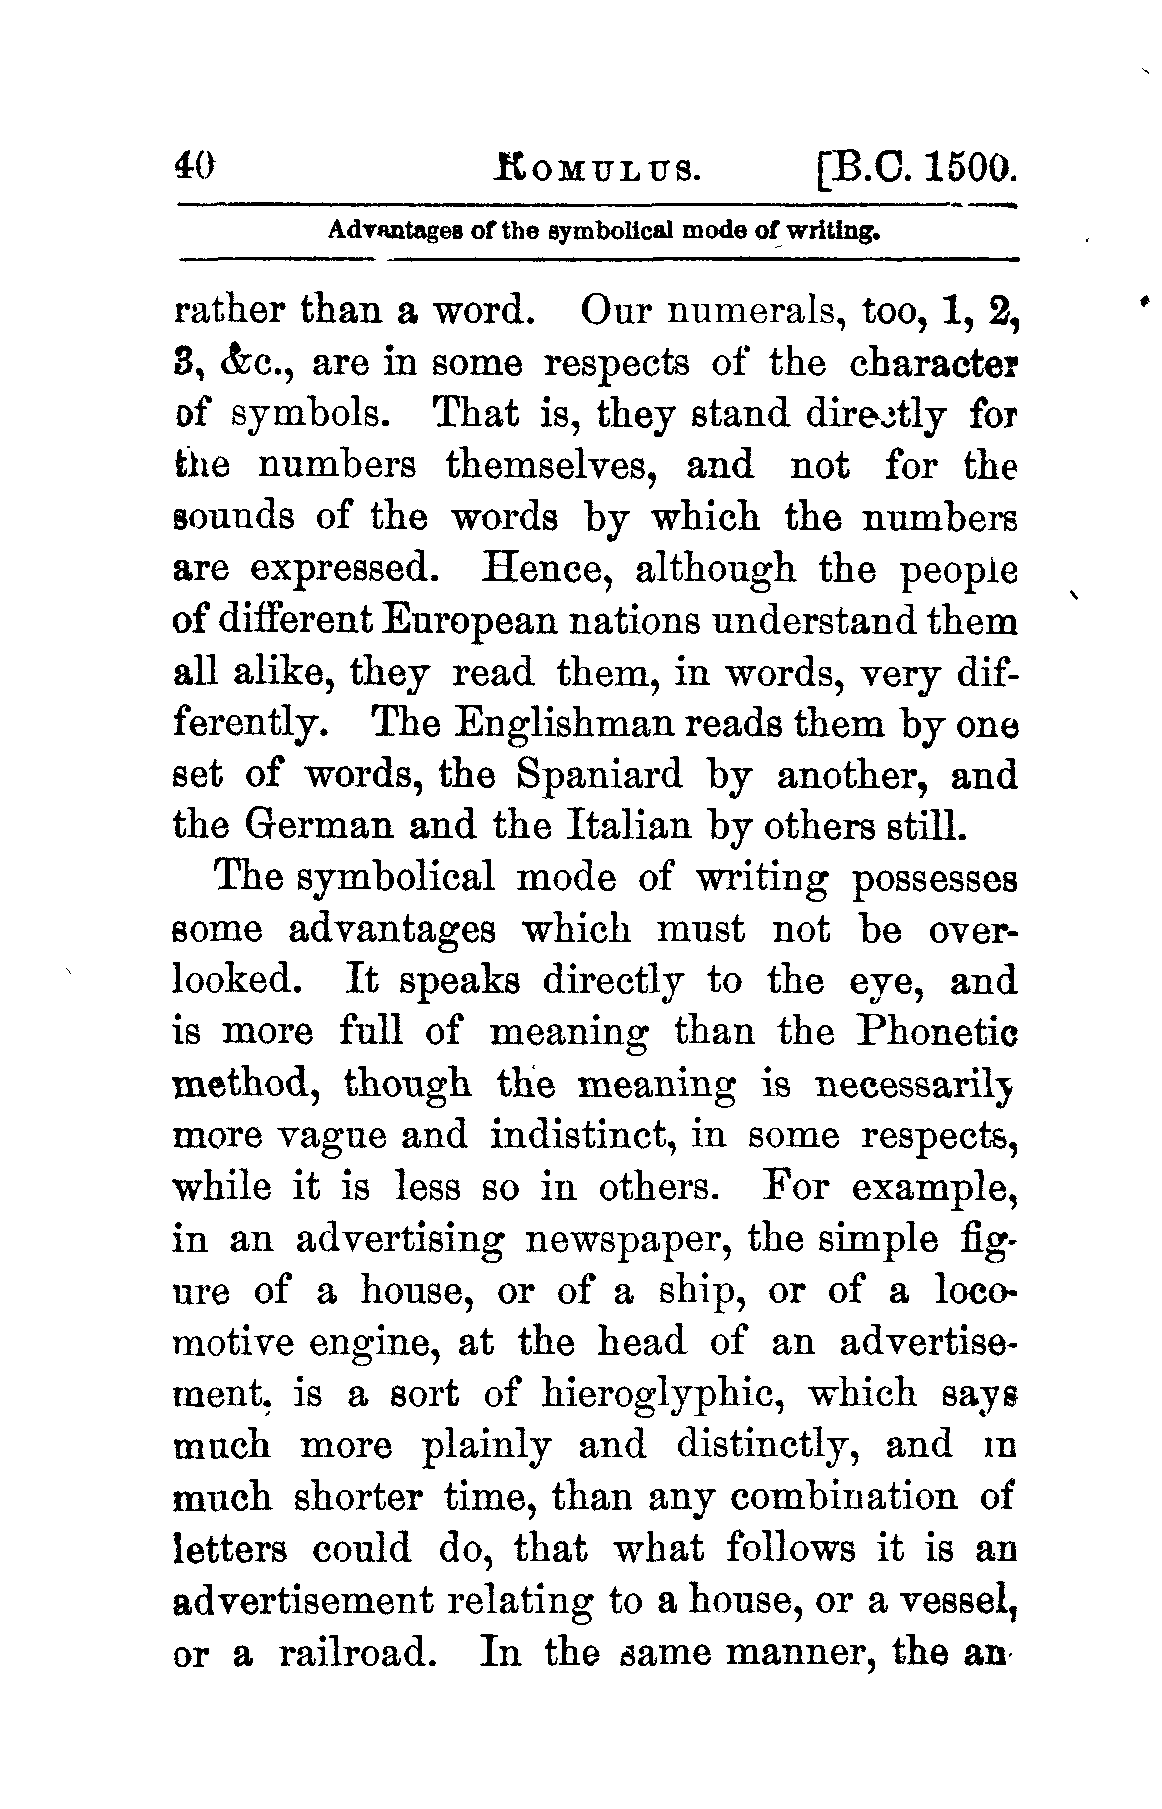 40 ROMULUS. [B.C. 1500.
Advantages of the symbolical mode of writing.
rather than a word. Our numerals, too, 1, 2,
3, &c., are in some respects of the character
of symbols. That is, they stand directly for
the numbers themselves, and not for the
sounds of the words by which the numbers
are expressed. Hence, although the people
of different European nations understand them
all alike, they read them, in words, very dif-
ferently. The Englishman reads them by one
set of words, the Spaniard by another, and
the German and the Italian by others still.
The symbolical mode of writing possesses
some advantages which must not be over-
looked. It speaks directly to the eye, and
is more full of meaning than the Phonetic
method, though the meaning is necessarily
more vague and indistinct, in some respects,
while it is less so in others. For example,
in an advertising newspaper, the simple fig-
ure of a house, or of a ship, or of a loco-
motive engine, at the head of an advertise-
ment, is a sort of hieroglyphic, which says
much more plainly and distinctly, and in
much shorter time, than any combination of
letters could do, that what follows it is an
advertisement relating to a house, or a vessel,
or a railroad. In the same manner, the an-